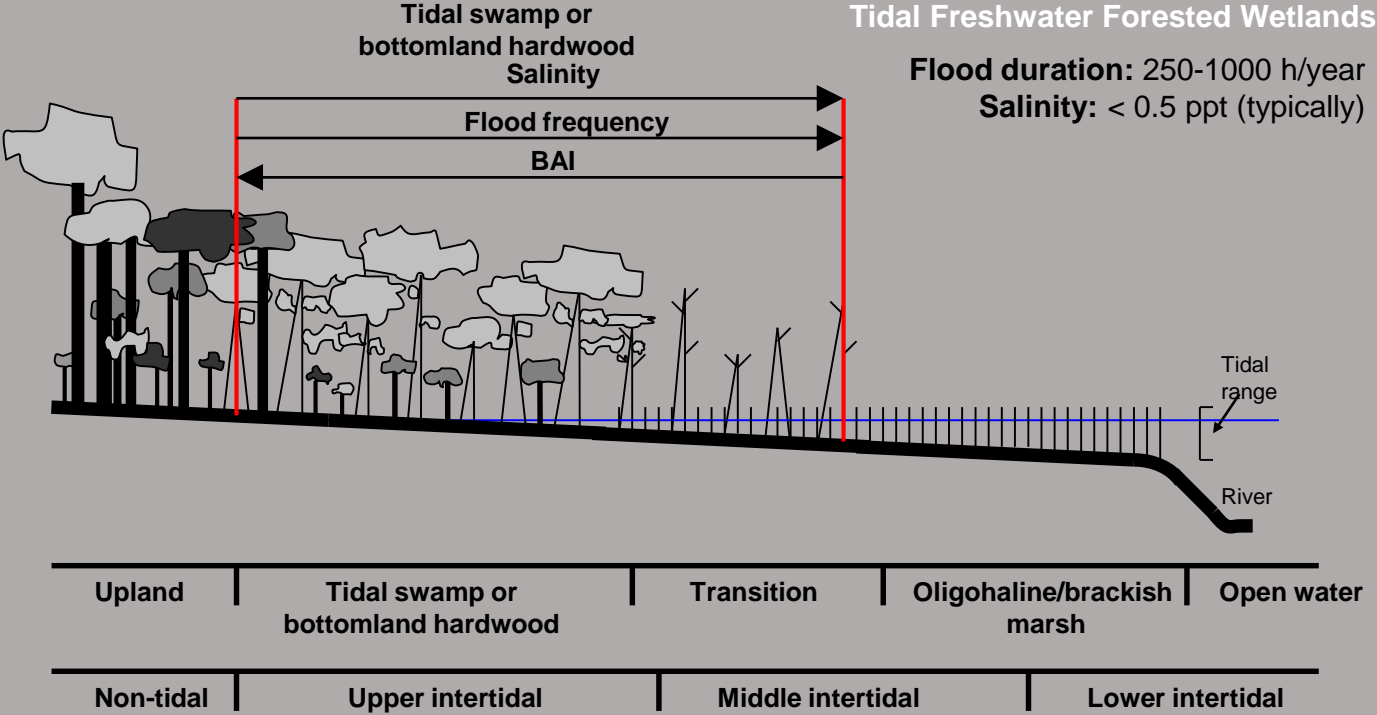 Tidal Freshwater Forested Wetlands
Tidal swamp or
bottomland hardwood
Flood duration: 250-1000 h/year
Salinity: < 0.5 ppt (typically)
Salinity
Flood frequency
BAI
Tidal
range
River
Upland
Tidal swamp or
bottomland hardwood
Transition
Oligohaline/brackish
marsh
Open water
Non-tidal
Upper intertidal
Middle intertidal
Lower intertidal